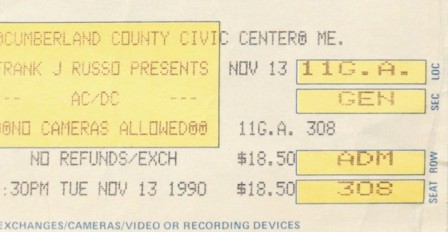 @CUMBERLAND COUNTY CIVIC CENTER@ ME.
FRANK J RUSSO PRESENTS NOV 13 11G.A.
-- AC/DC --- GEN
@@NO CAMERAS ALLOWED@@ 11G.A. 308
NO REFUNDS/EXCH $18.50 ADM
:30PM TUE NOV 13 1990 $18.50 308
EXCHANGES/CAMERAS/VIDEO OR RECORDING DEVICES
SEC LOC
SEAT ROW